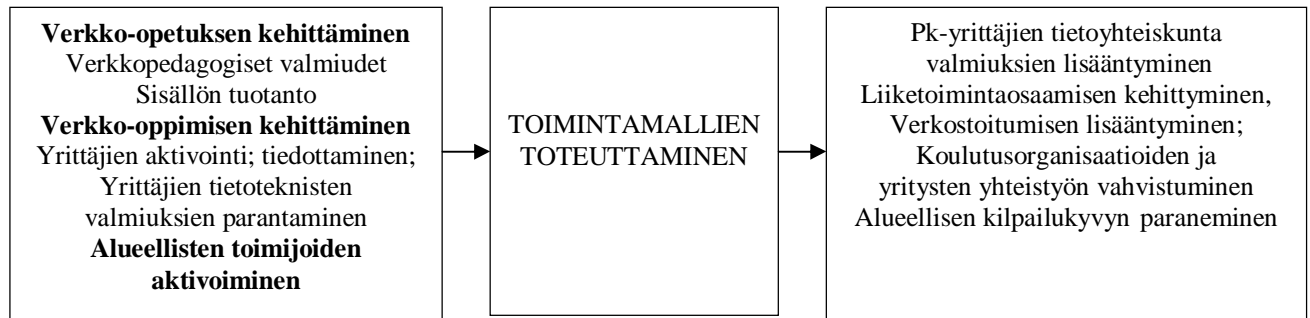 Verkko-opetuksen kehittäminen
Verkkopedagogiset valmiudet
Sisällön tuotanto
Verkko-oppimisen kehittäminen
Yrittäjien aktivointi; tiedottaminen;
Yrittäjien tietoteknisten
valmiuksien parantaminen
Alueellisten toimijoiden
aktivoiminen
TOIMINTAMALLIEN
TOTEUTTAMINEN
Pk-yrittäjien tietoyhteiskunta
valmiuksien lisääntyminen
Liiketoimintaosaamisen kehittyminen,
Verkostoitumisen lisääntyminen;
Koulutusorganisaatioiden ja
yritysten yhteistyön vahvistuminen
Alueellisen kilpailukyvyn paraneminen